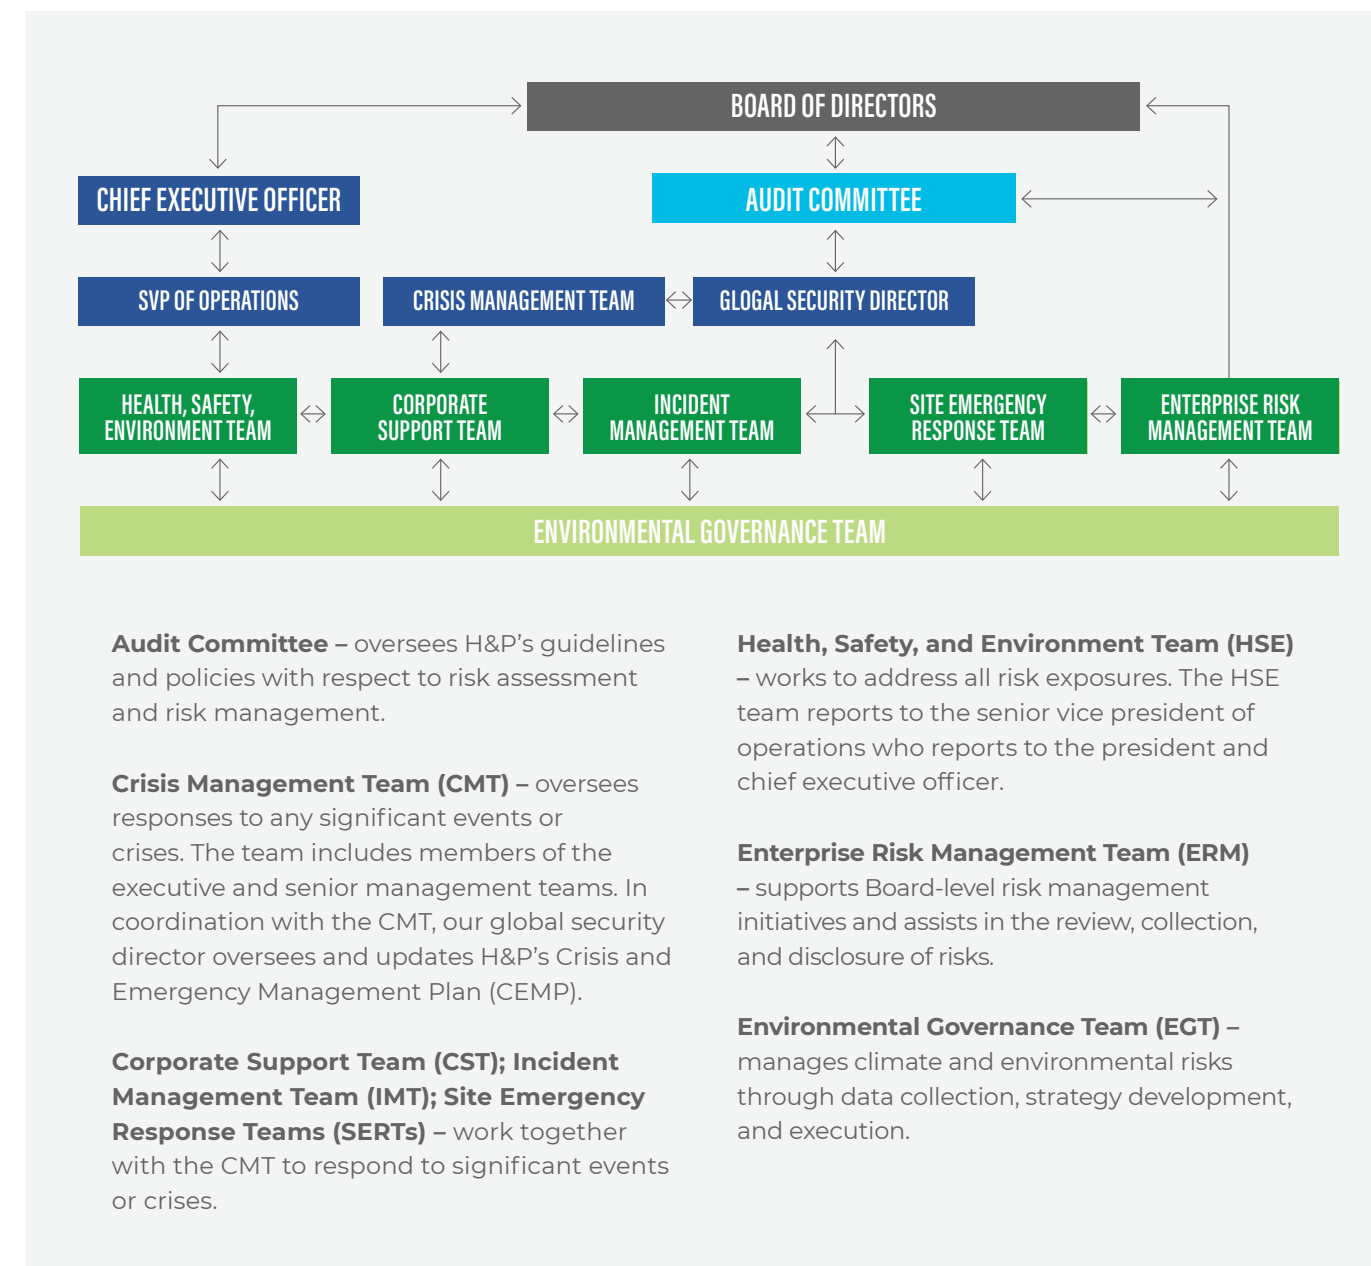 BOARD OF DIRECTORS
CHIEF EXECUTIVE OFFICER
AUDIT COMMITTEE
SVP OF OPERATIONS
CRISIS MANAGEMENT TEAM
GLOGAL SECURITY DIRECTOR
HEALTH, SAFETY,
ENVIRONMENT TEAM
CORPORATE
SUPPORT TEAM
INCIDENT
MANAGEMENT TEAM
SITE EMERGENCY
RESPONSE TEAM
ENTERPRISE RISK
MANAGEMENT TEAM
ENVIRONMENTAL GOVERNANCE TEAM
Audit Committee – oversees H&P's guidelines
and policies with respect to risk assessment
and risk management.
Crisis Management Team (CMT) – oversees
responses to any significant events or
crises. The team includes members of the
executive and senior management teams. In
coordination with the CMT, our global security
director oversees and updates H&P's Crisis and
Emergency Management Plan (CEMP).
Corporate Support Team (CST); Incident
Management Team (IMT); Site Emergency
Response Teams (SERTs) – work together
with the CMT to respond to significant events
or crises.
Health, Safety, and Environment Team (HSE)
– works to address all risk exposures. The HSE
team reports to the senior vice president of
operations who reports to the president and
chief executive officer.
Enterprise Risk Management Team (ERM)
– supports Board-level risk management
initiatives and assists in the review, collection,
and disclosure of risks.
Environmental Governance Team (EGT) –
manages climate and environmental risks
through data collection, strategy development,
and execution.